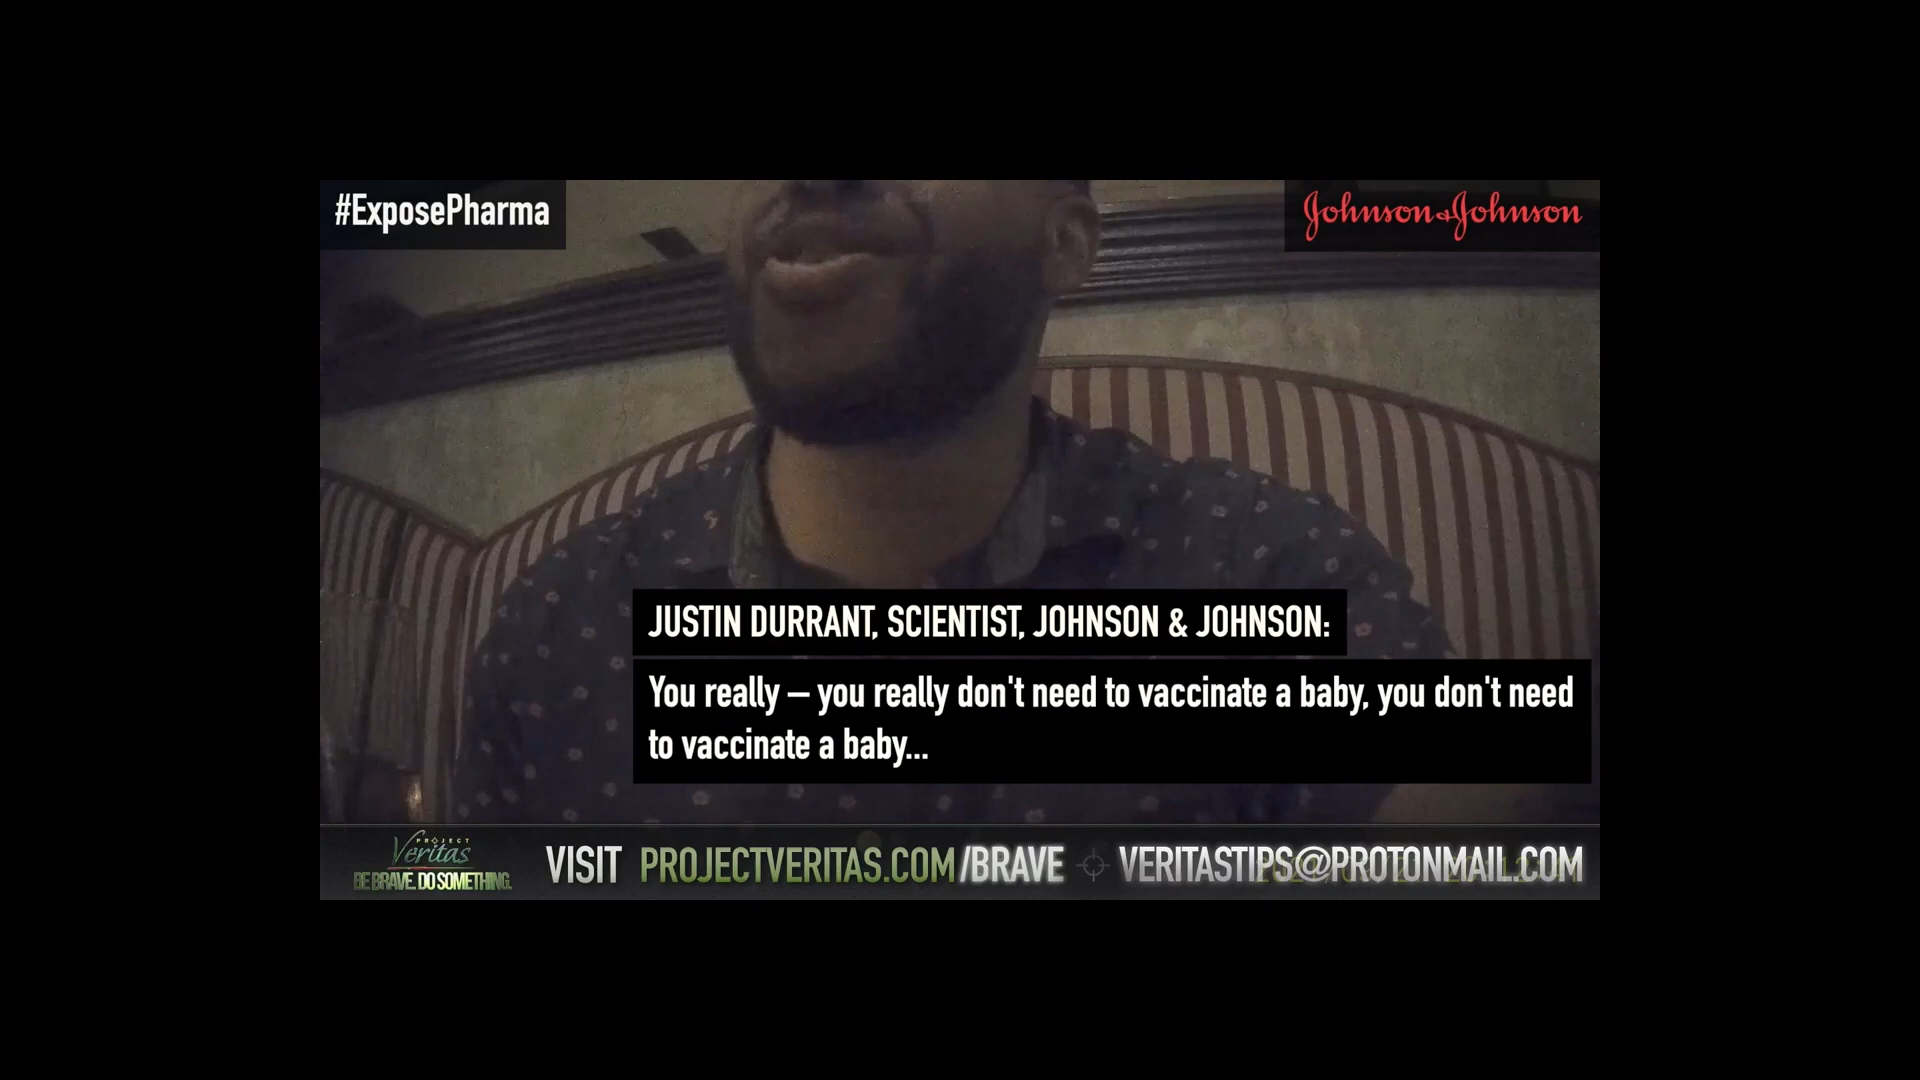 #ExposePharma
Johnson & Johnson
JUSTIN DURRANT, SCIENTIST, JOHNSON & JOHNSON:
You really – you really don't need to vaccinate a baby, you don't need
to vaccinate a baby...
PROJECT
Veritas
BE BRAVE. DO SOMETHING.
VISIT PROJECTVERITAS.COM/BRAVE VERITASTIPS@PROTONMAIL.COM